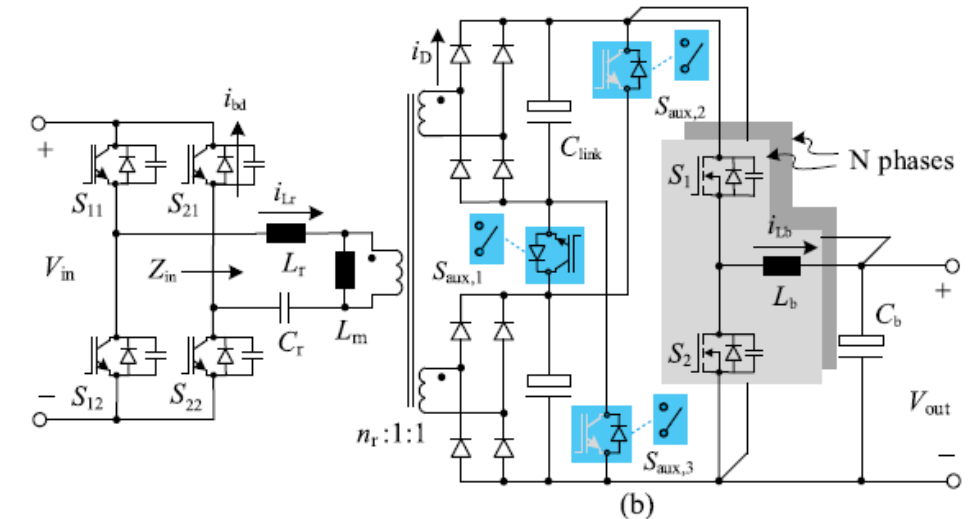 i_D
S_aux,2
i_bd
C_link
N phases
+
S_11
S_21
S_1
i_Lr
V_in
Z_in
L_r
S_aux,1
i_Lb
L_b
+
C_r
L_m
C_b
S_2
S_12
S_22
V_out
−
n_r:1:1
S_aux,3
−
(b)